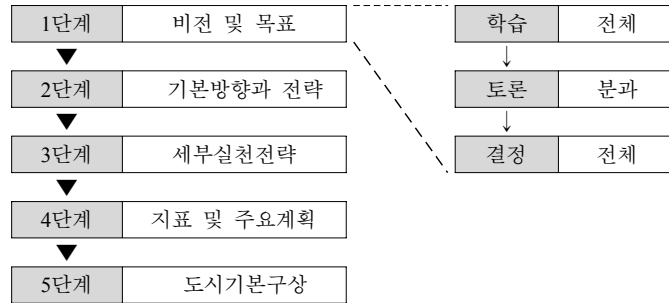 1단계 비전 및 목표
2단계 기본방향과 전략
3단계 세부실천전략
4단계 지표 및 주요계획
5단계 도시기본구상
학습 전체
토론 분과
결정 전체